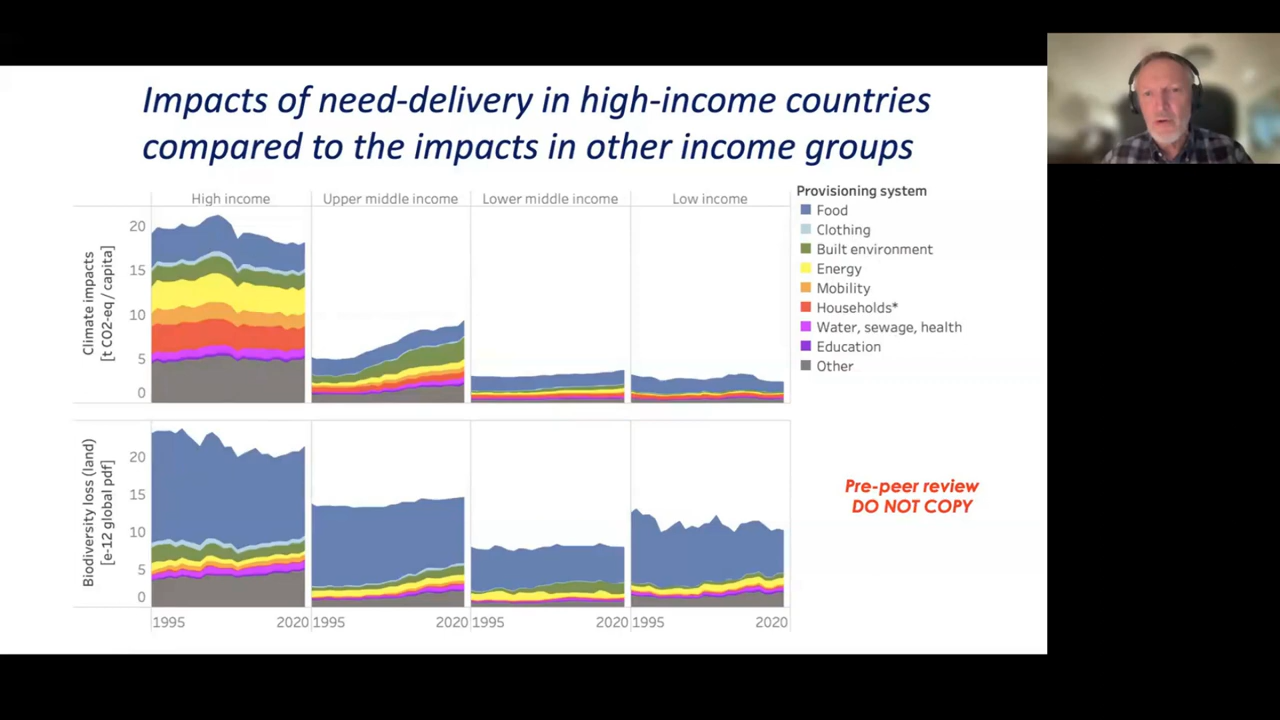 Impacts of need-delivery in high-income countries
compared to the impacts in other income groups
High income
Upper middle income
Lower middle income
Low income
Climate impacts
[t CO2-eq / capita]
20
15
10
5
0
Biodiversity loss (land)
[e-12 global pdf]
20
15
10
5
0
1995
2020
1995
2020
1995
2020
1995
2020
Provisioning system
Food
Clothing
Built environment
Energy
Mobility
Households*
Water, sewage, health
Education
Other
Pre-peer review
DO NOT COPY